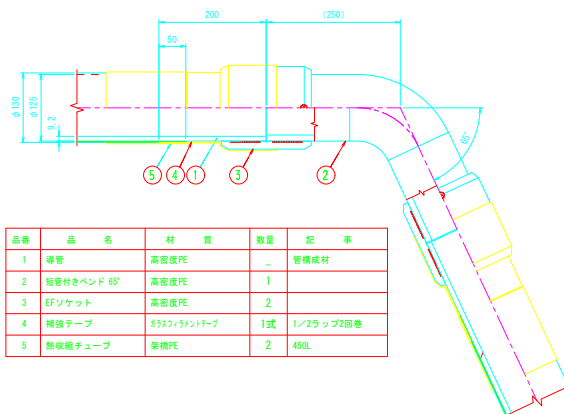 200
(250)
50
φ130
φ125
9.2
66°
5 4 1 3 2
品番 品名 材質 数量 記事
1 導管 高密度PE _ 管構成材
2 短管付きベンド 65° 高密度PE 1
3 EFソケット 高密度PE 2
4 補強テープ ガラスフィラメントテープ 1式 1/2ラップ2回巻
5 熱収縮チューブ 架橋PE 2 450L